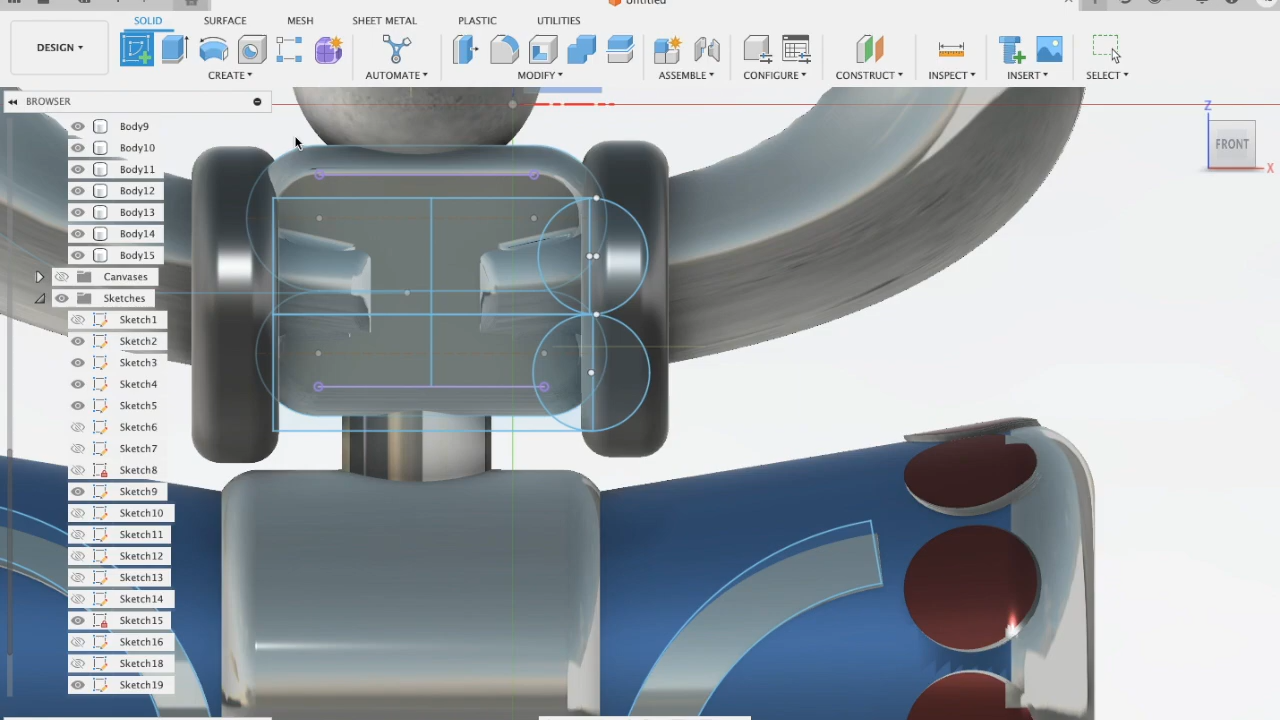 Untitled
SOLID SURFACE MESH SHEET METAL PLASTIC UTILITIES
DESIGN
CREATE AUTOMATE MODIFY ASSEMBLE CONFIGURE CONSTRUCT INSPECT INSERT SELECT
BROWSER
Z
FRONT
X
Body9
Body10
Body11
Body12
Body13
Body14
Body15
Canvases
Sketches
Sketch1
Sketch2
Sketch3
Sketch4
Sketch5
Sketch6
Sketch7
Sketch8
Sketch9
Sketch10
Sketch11
Sketch12
Sketch13
Sketch14
Sketch15
Sketch16
Sketch18
Sketch19